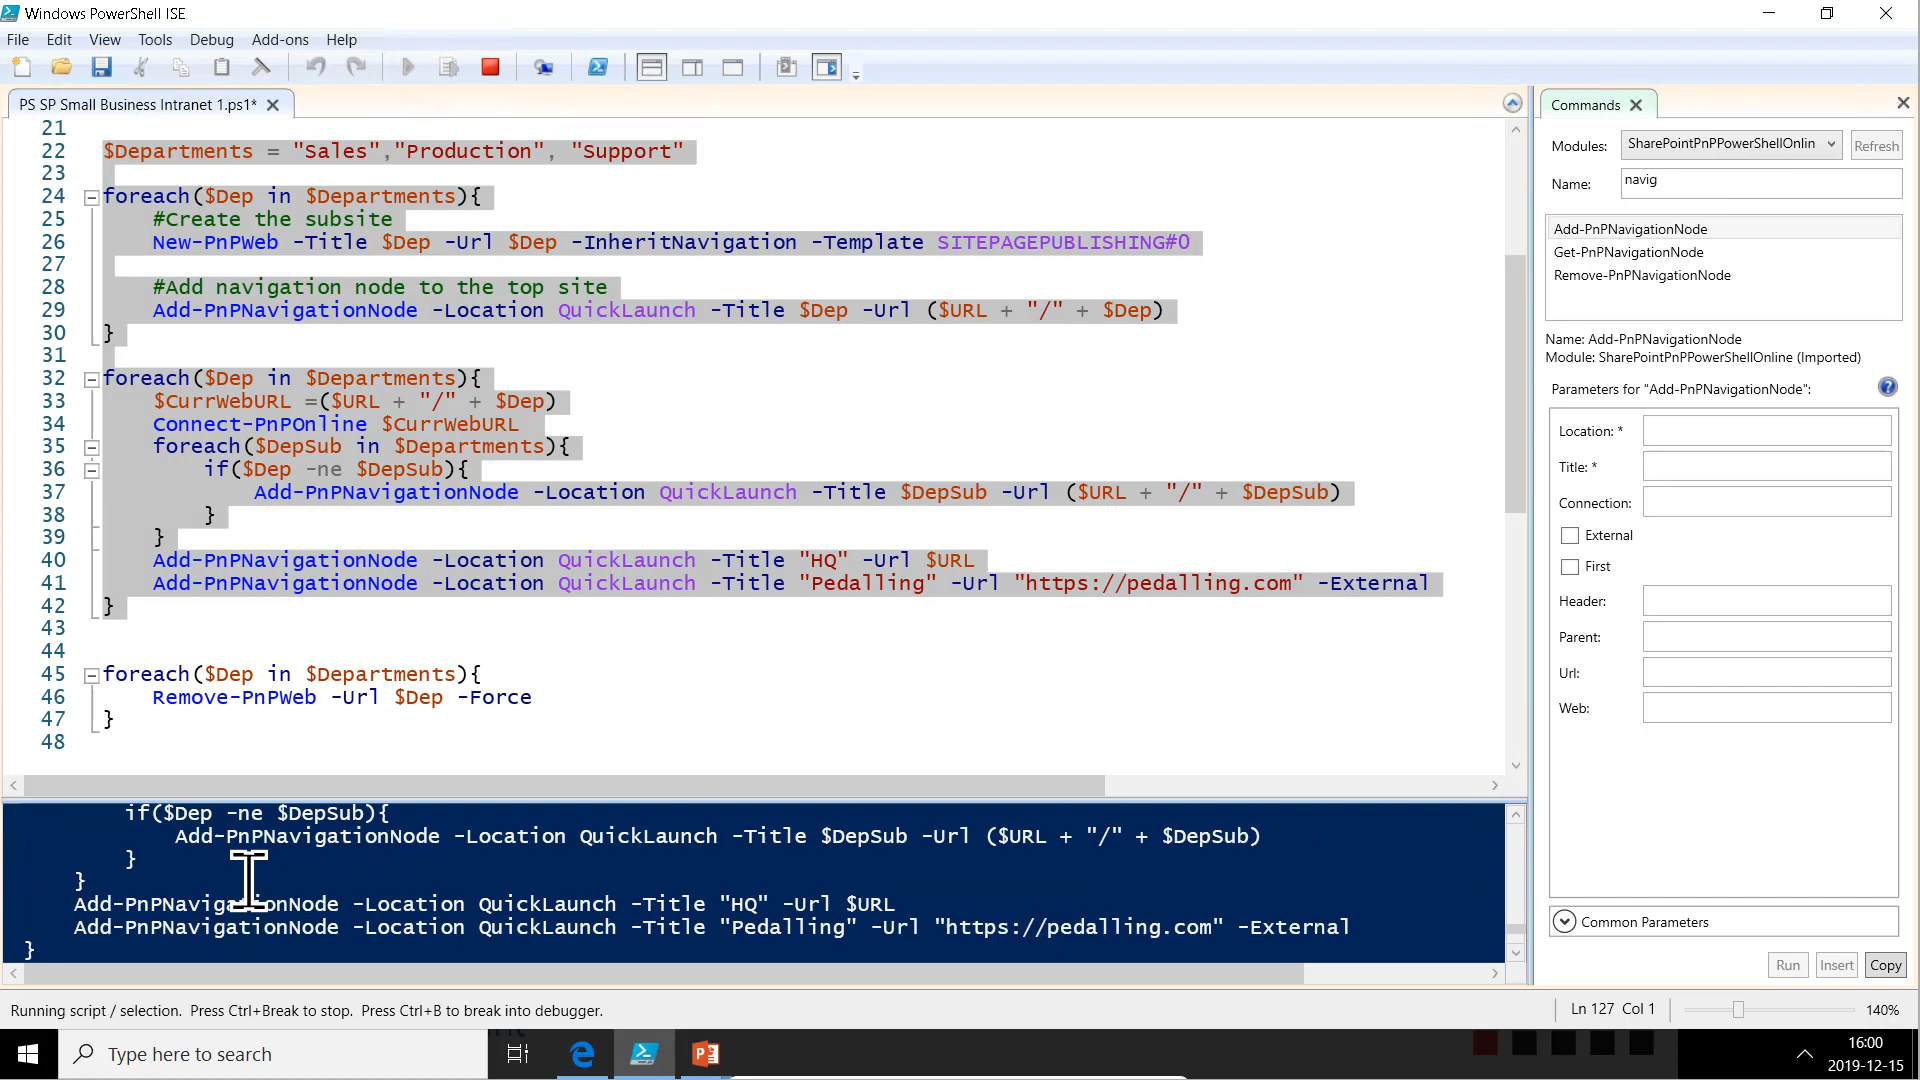 Windows PowerShell ISE
File Edit View Tools Debug Add-ons Help
PS SP Small Business Intranet 1.ps1*
21
22 $Departments = "Sales","Production", "Support"
23
24 foreach($Dep in $Departments){
25 #Create the subsite
26 New-PnPWeb -Title $Dep -Url $Dep -InheritNavigation -Template SITEPAGEPUBLISHING#0
27
28 #Add navigation node to the top site
29 Add-PnPNavigationNode -Location QuickLaunch -Title $Dep -Url ($URL + "/" + $Dep)
30 }
31
32 foreach($Dep in $Departments){
33 $CurrWebURL =($URL + "/" + $Dep)
34 Connect-PnPOnline $CurrWebURL
35 foreach($DepSub in $Departments){
36 if($Dep -ne $DepSub){
37 Add-PnPNavigationNode -Location QuickLaunch -Title $DepSub -Url ($URL + "/" + $DepSub)
38 }
39 }
40 Add-PnPNavigationNode -Location QuickLaunch -Title "HQ" -Url $URL
41 Add-PnPNavigationNode -Location QuickLaunch -Title "Pedalling" -Url "https://pedalling.com" -External
42 }
43
44
45 foreach($Dep in $Departments){
46 Remove-PnPWeb -Url $Dep -Force
47 }
48
if($Dep -ne $DepSub){
Add-PnPNavigationNode -Location QuickLaunch -Title $DepSub -Url ($URL + "/" + $DepSub)
}
}
Add-PnPNavigationNode -Location QuickLaunch -Title "HQ" -Url $URL
Add-PnPNavigationNode -Location QuickLaunch -Title "Pedalling" -Url "https://pedalling.com" -External
}
Commands
Modules: SharePointPnPPowerShellOnlin Refresh
Name: navig
Add-PnPNavigationNode
Get-PnPNavigationNode
Remove-PnPNavigationNode
Name: Add-PnPNavigationNode
Module: SharePointPnPPowerShellOnline (Imported)
Parameters for "Add-PnPNavigationNode":
Location: *
Title: *
Connection:
External
First
Header:
Parent:
Url:
Web:
Common Parameters
Run Insert Copy
Running script / selection. Press Ctrl+Break to stop. Press Ctrl+B to break into debugger.
Ln 127 Col 1
140%
Type here to search
16:00
2019-12-15